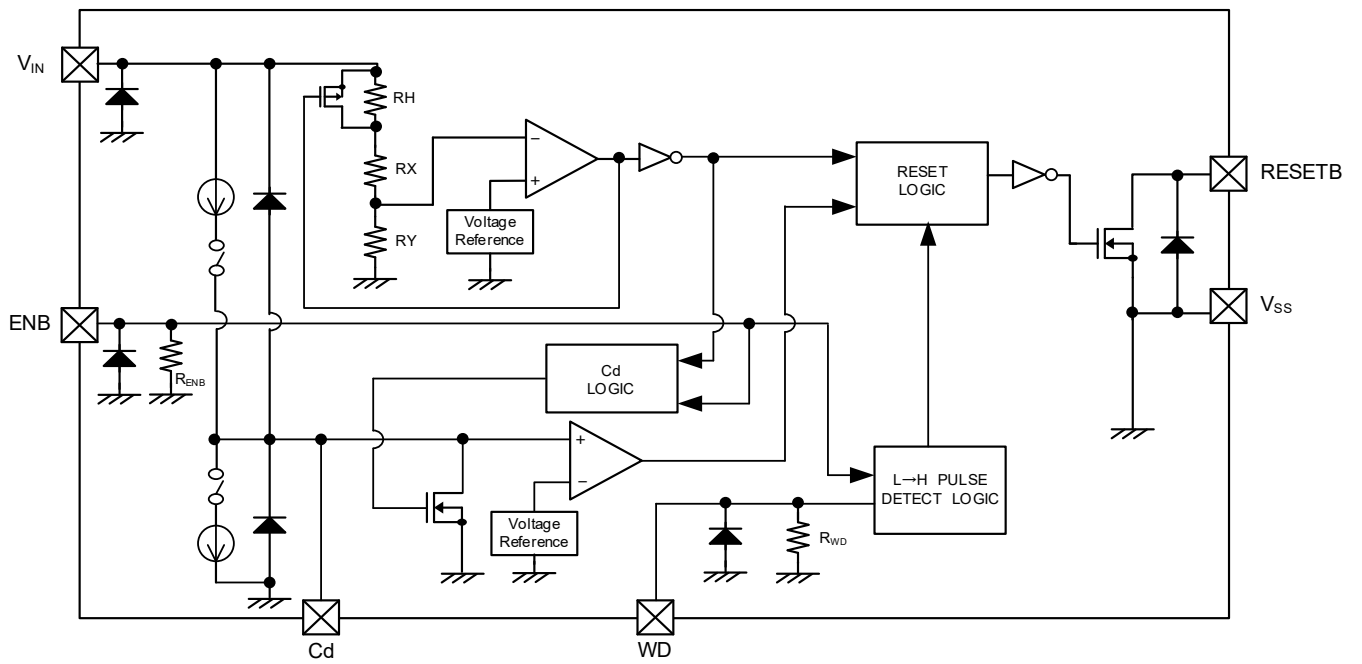 VIN
RH
RX
RY
−
+
Voltage
Reference
RESET
LOGIC
RESETB
VSS
ENB
RENB
Cd
LOGIC
+
−
Voltage
Reference
L→H PULSE
DETECT LOGIC
RWD
Cd
WD